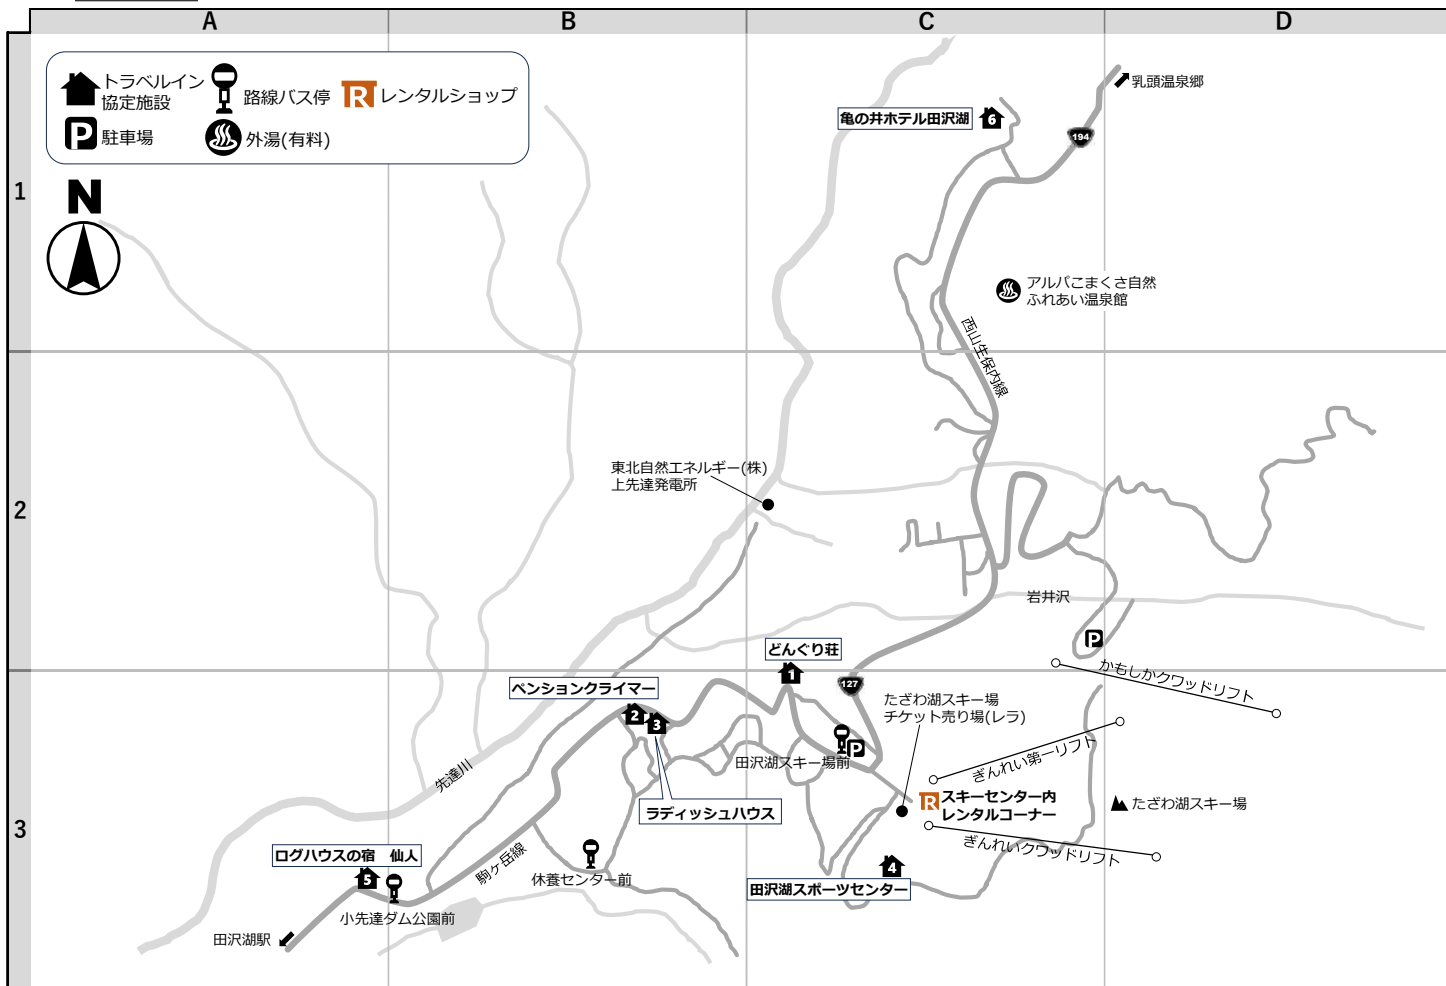 A
B
C
D
1
2
3
トラベルイン
協定施設
路線バス停
R
レンタルショップ
P
駐車場
外湯(有料)
N
乳頭温泉郷
亀の井ホテル田沢湖
6
194
アルパこまくさ自然
ふれあい温泉館
西山生保内線
東北自然エネルギー(株)
上先達発電所
岩井沢
P
どんぐり荘
1
かもしかクワッドリフト
ペンションクライマー
2
3
127
たざわ湖スキー場
チケット売り場(レラ)
P
田沢湖スキー場前
ぎんれい第一リフト
先達川
ラディッシュハウス
R
スキーセンター内
レンタルコーナー
たざわ湖スキー場
ぎんれいクワッドリフト
ログハウスの宿 仙人
5
駒ケ岳線
休養センター前
4
田沢湖スポーツセンター
小先達ダム公園前
田沢湖駅